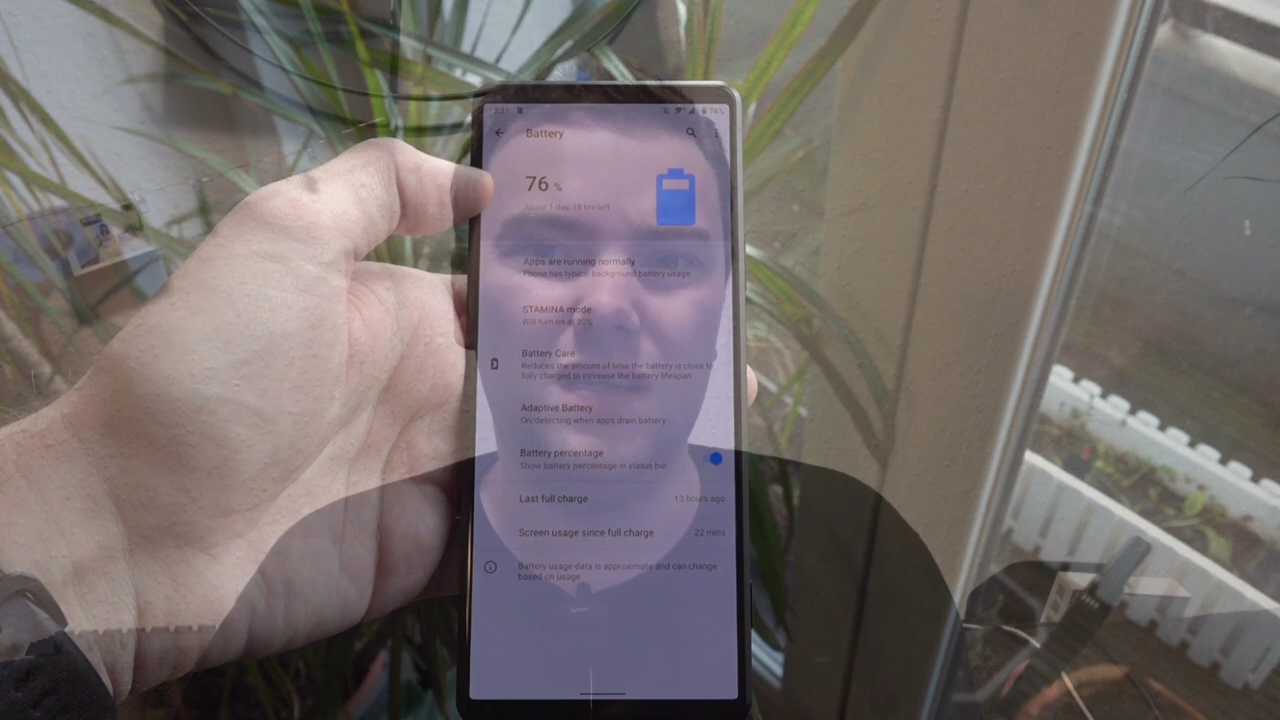 76%
Battery
76 %
About 1 day, 18 hrs left
Apps are running normally
Phone has typical background battery usage
STAMINA mode
Will turn on at 30%
Battery Care
Reduces the amount of time the battery is close to
fully charged to increase the battery lifespan
Adaptive Battery
On/detecting when apps drain battery
Battery percentage
Show battery percentage in status bar
Last full charge
13 hours ago
Screen usage since full charge
22 mins
Battery usage data is approximate and can change
based on usage